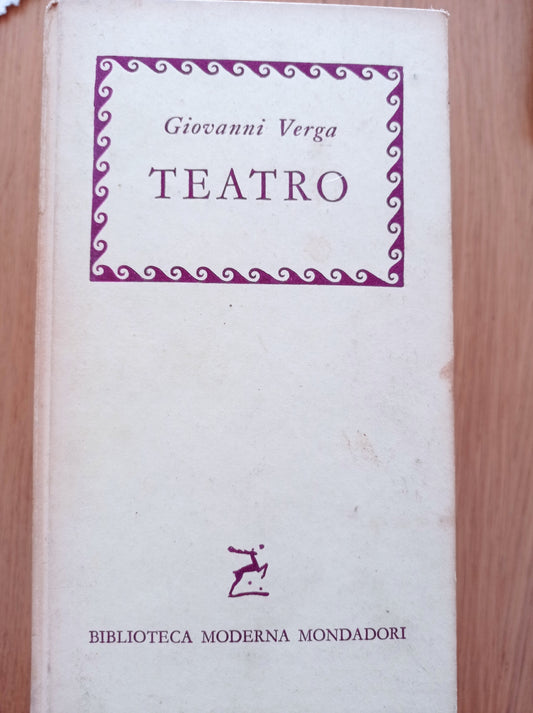 Giovanni Verga
TEATRO
BIBLIOTECA MODERNA MONDADORI